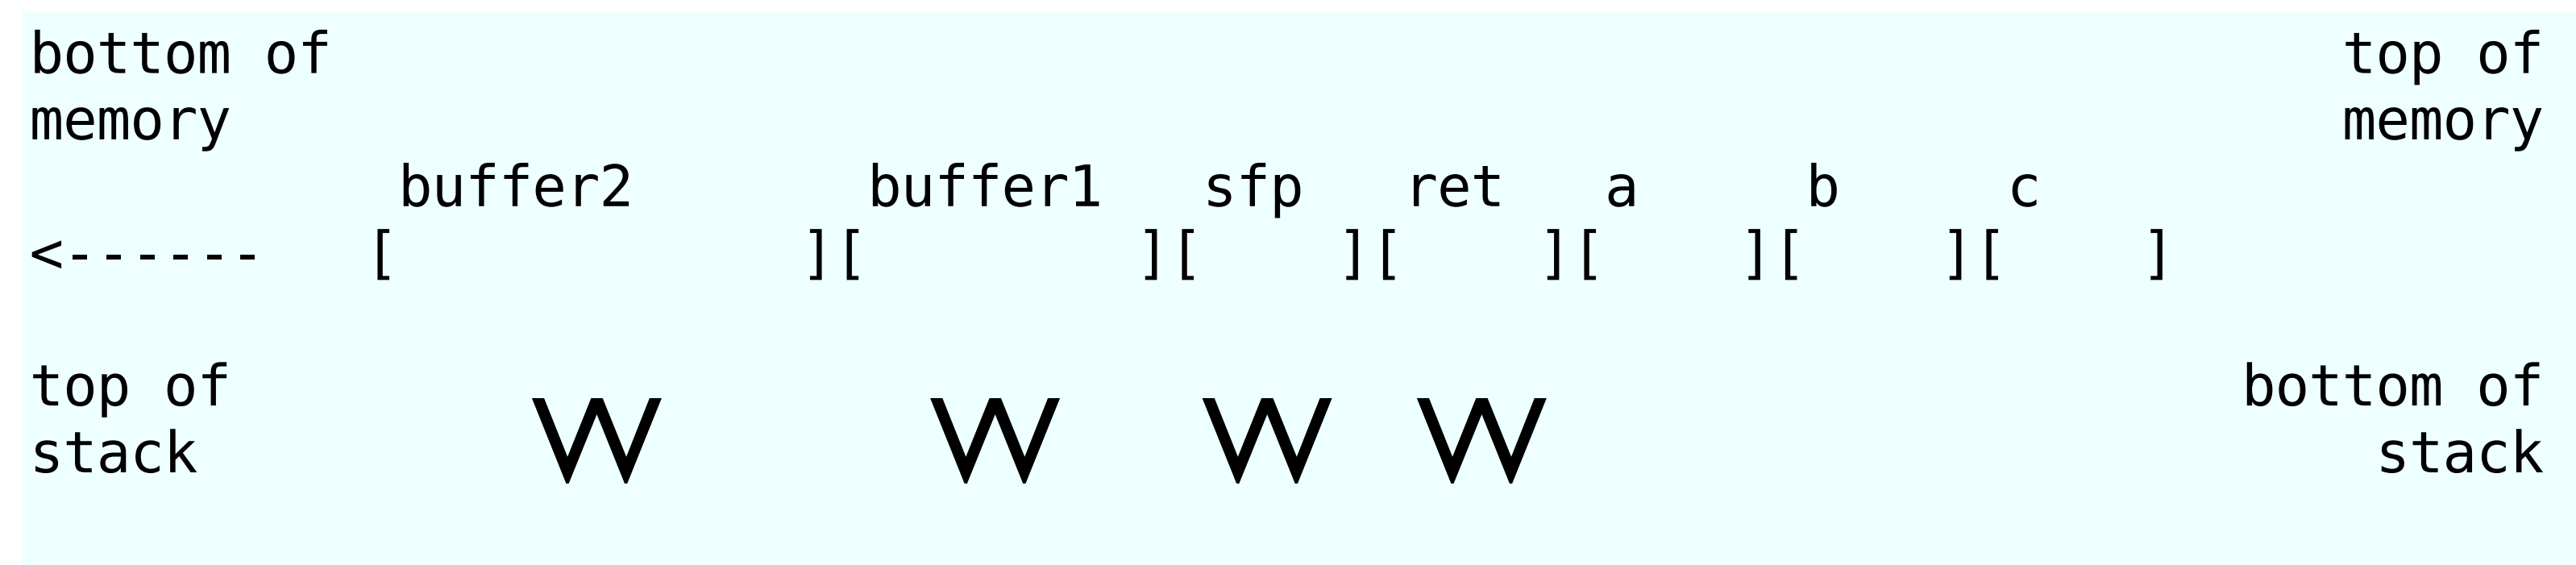 bottom of                                                            top of
memory                                                               memory
           buffer2       buffer1   sfp   ret   a     b     c
<------   [            ][         ][    ][    ][    ][    ][    ]

top of                                                            bottom of
stack          W           W       W      W                           stack